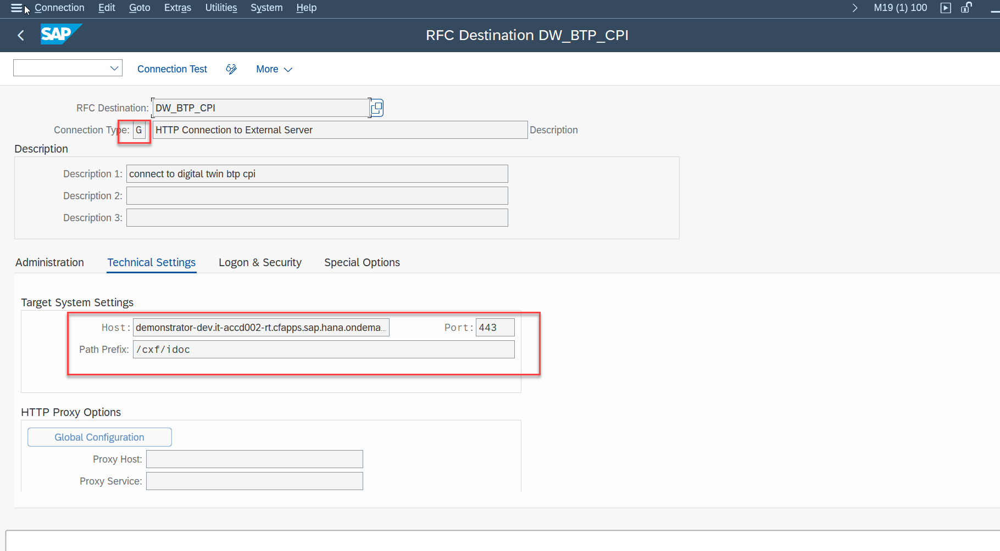 Connection Edit Goto Extras Utilities System Help M19 (1) 100
SAP RFC Destination DW_BTP_CPI
Connection Test More
RFC Destination: DW_BTP_CPI
Connection Type: G HTTP Connection to External Server Description
Description
Description 1: connect to digital twin btp cpi
Description 2:
Description 3:
Administration Technical Settings Logon & Security Special Options
Target System Settings
Host: demonstrator-dev.it-accd002-rt.cfapps.sap.hana.ondema... Port: 443
Path Prefix: /cxf/idoc
HTTP Proxy Options
Global Configuration
Proxy Host:
Proxy Service: